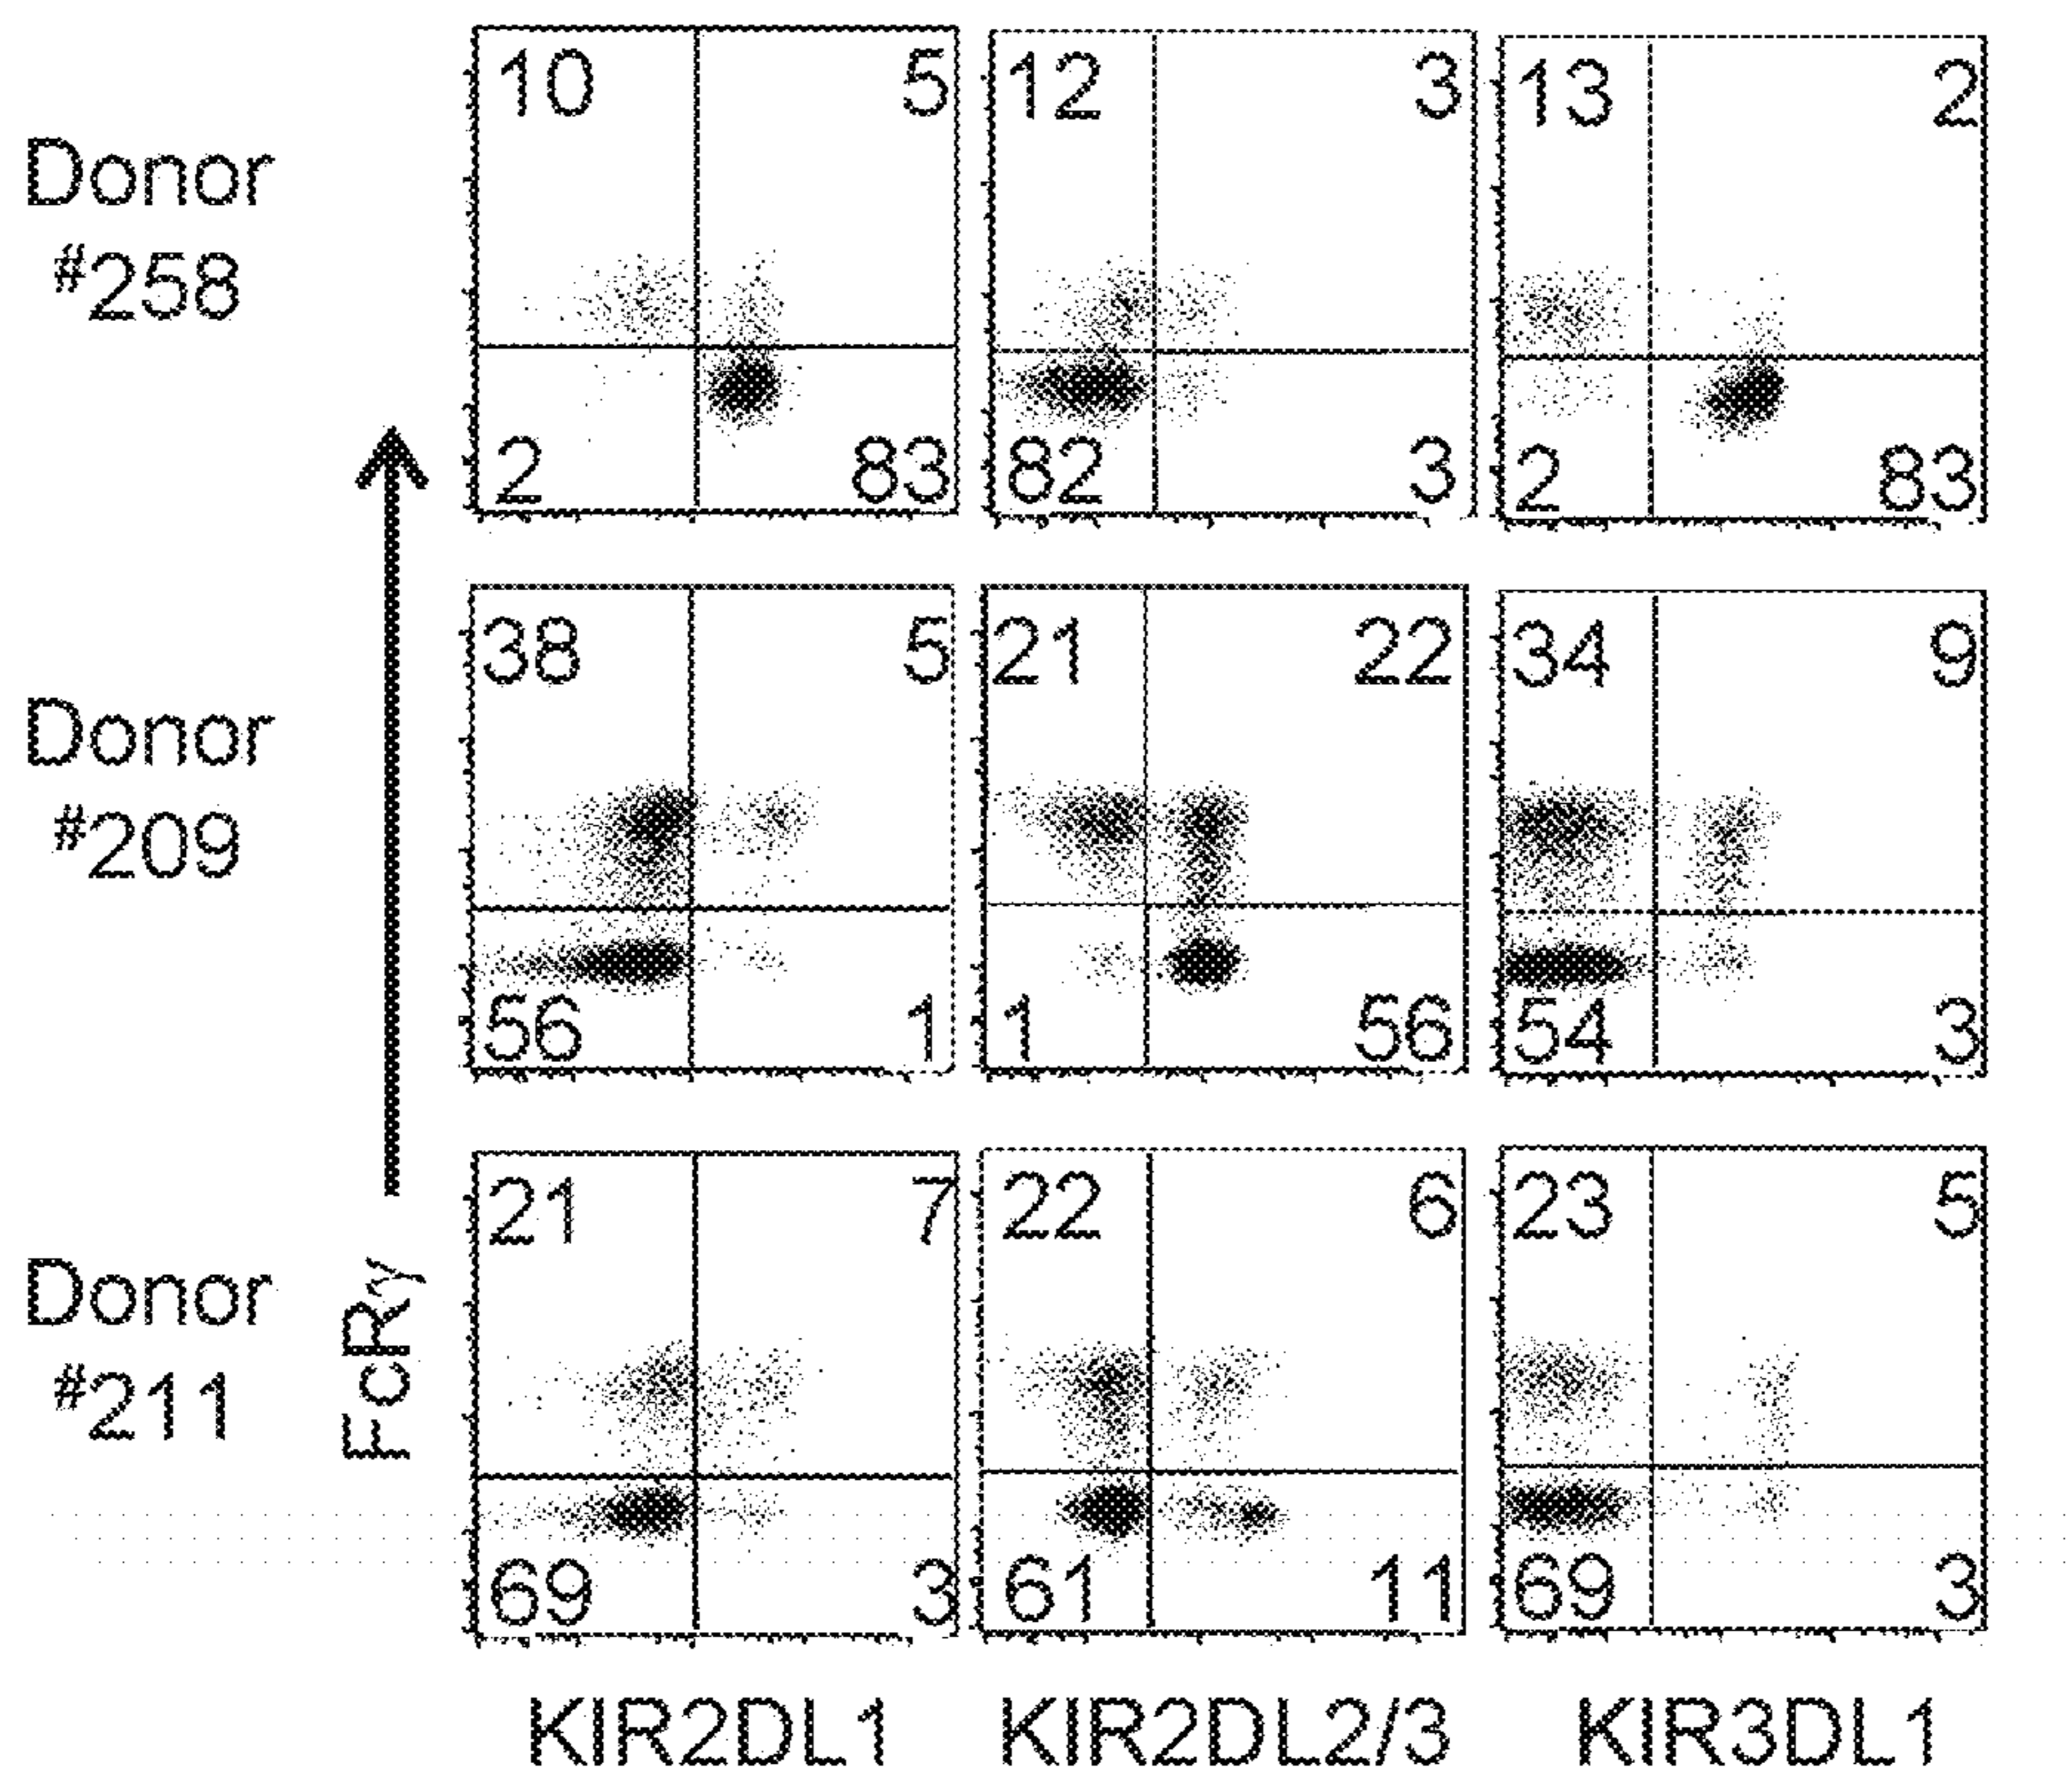 10 5 12 3 13 2
Donor
#258
2 83 82 3 2 83
38 5 21 22 34 9
Donor
#209
56 1 1 56 54 3
21 7 22 6 23 5
Donor
#211
FcRγ
69 3 61 11 69 3
KIR2DL1 KIR2DL2/3 KIR3DL1